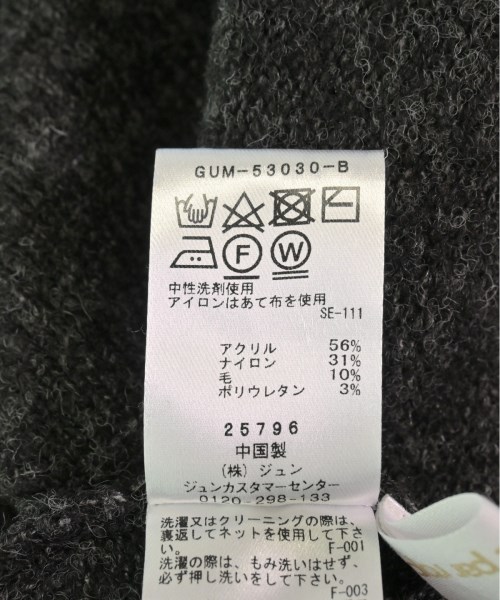 GUM-53030-B
F W
中性洗剤使用
アイロンはあて布を使用
SE-111
アクリル 56%
ナイロン 31%
毛 10%
ポリウレタン 3%
25796
中国製
(株) ジュン
ジュンカスタマーセンター
0120-298-133
洗濯又はクリーニングの際は、
裏返してネットを使用して下さ
い。 F-001
洗濯の際は、もみ洗いはせず、
必ず押し洗いをして下さい。
F-003